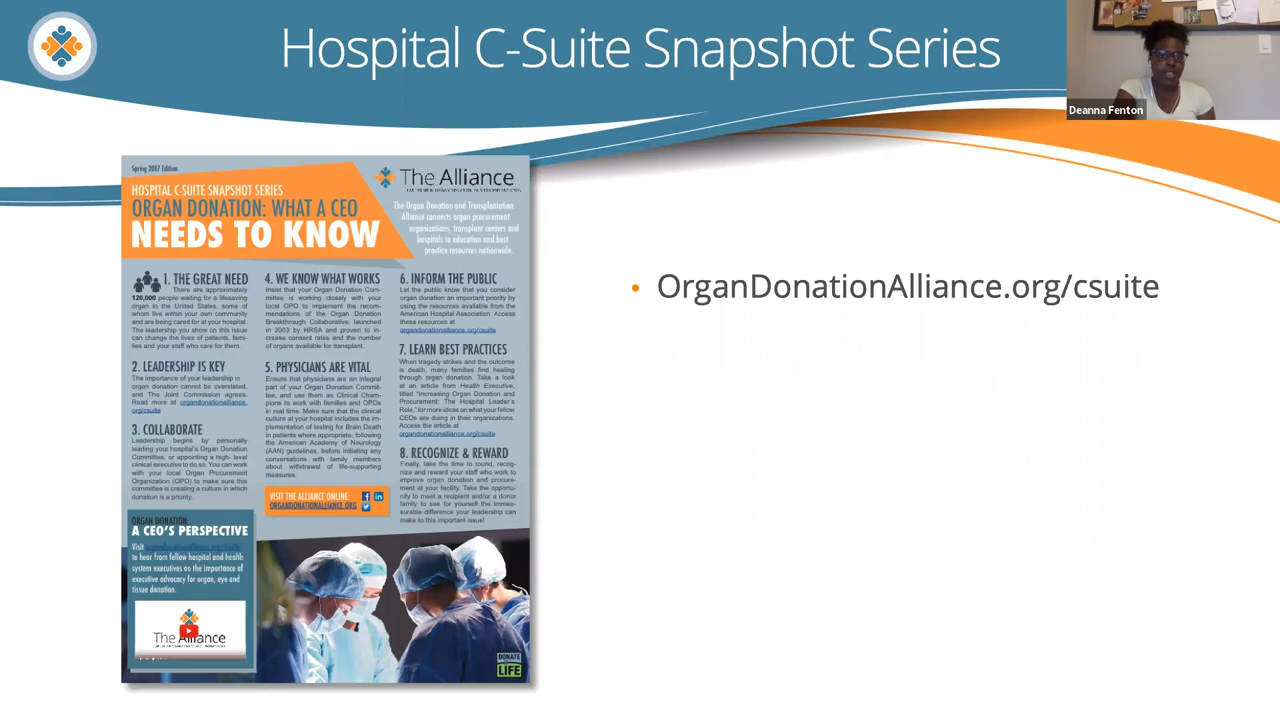 Hospital C-Suite Snapshot Series
Deanna Fenton
Spring 2017 Edition
HOSPITAL C-SUITE SNAPSHOT SERIES
ORGAN DONATION: WHAT A CEO
NEEDS TO KNOW
The Alliance
The Organ Donation and Transplantation
Alliance connects organ procurement
organizations, transplant centers and
hospitals to education and best
practice resources nationwide.
1. THE GREAT NEED
There are approximately
120,000 people waiting for a lifesaving
organ in the United States, some of
whom live within your own community
and are being cared for at your hospital.
The leadership you show on this issue
can change the lives of patients, fami-
lies and your staff who care for them.
2. LEADERSHIP IS KEY
The importance of your leadership in
organ donation cannot be overstated,
and The Joint Commission agrees.
Read more at organdonationalliance.
org/csuite
3. COLLABORATE
Leadership begins by personally
leading your hospital's Organ Donation
Committee, or appointing a high- level
clinical executive to do so. You can work
with your local Organ Procurement
Organization (OPO) to make sure this
committee is creating a culture in which
donation is a priority.
ORGAN DONATION:
A CEO'S PERSPECTIVE
Visit organdonationalliance.org/csuite
to hear from fellow hospital and health
system executives on the importance of
executive advocacy for organ, eye and
tissue donation.
The Alliance
4. WE KNOW WHAT WORKS
Insist that your Organ Donation Com-
mittee is working closely with your
local OPO to implement the recom-
mendations of the Organ Donation
Breakthrough Collaborative, launched
in 2003 by HRSA and proven to in-
crease consent rates and the number
of organs available for transplant.
5. PHYSICIANS ARE VITAL
Ensure that physicians are an integral
part of your Organ Donation Commit-
tee, and use them as Clinical Cham-
pions to work with families and OPOs
in real time. Make sure that the clinical
culture at your hospital includes the im-
plementation of testing for Brain Death
in patients where appropriate, following
the American Academy of Neurology
(AAN) guidelines, before initiating any
conversations with family members
about withdrawal of life-supporting
measures.
VISIT THE ALLIANCE ONLINE:
ORGANDONATIONALLIANCE.ORG
6. INFORM THE PUBLIC
Let the public know that you consider
organ donation an important priority by
using the resources available from the
American Hospital Association. Access
these resources at
organdonationalliance.org/csuite
7. LEARN BEST PRACTICES
When tragedy strikes and the outcome
is death, many families find healing
through organ donation. Take a look
at an article from Health Executive,
titled "Increasing Organ Donation and
Procurement: The Hospital Leader's
Role," for more ideas on what your fellow
CEOs are doing in their organizations.
Access the article at
organdonationalliance.org/csuite
8. RECOGNIZE & REWARD
Finally, take the time to round, recog-
nize and reward your staff who work to
improve organ donation and procure-
ment at your facility. Take the opportu-
nity to meet a recipient and/or a donor
family to see for yourself the immea-
surable difference your leadership can
make to this important issue!
DONATE
LIFE
• OrganDonationAlliance.org/csuite